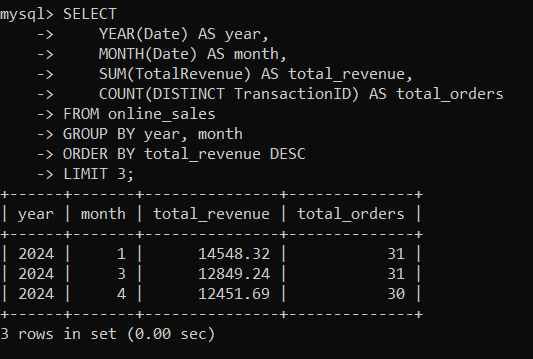 mysql> SELECT
    ->     YEAR(Date) AS year,
    ->     MONTH(Date) AS month,
    ->     SUM(TotalRevenue) AS total_revenue,
    ->     COUNT(DISTINCT TransactionID) AS total_orders
    -> FROM online_sales
    -> GROUP BY year, month
    -> ORDER BY total_revenue DESC
    -> LIMIT 3;
+------+-------+---------------+--------------+
| year | month | total_revenue | total_orders |
+------+-------+---------------+--------------+
| 2024 |     1 |      14548.32 |           31 |
| 2024 |     3 |      12849.24 |           31 |
| 2024 |     4 |      12451.69 |           30 |
+------+-------+---------------+--------------+
3 rows in set (0.00 sec)